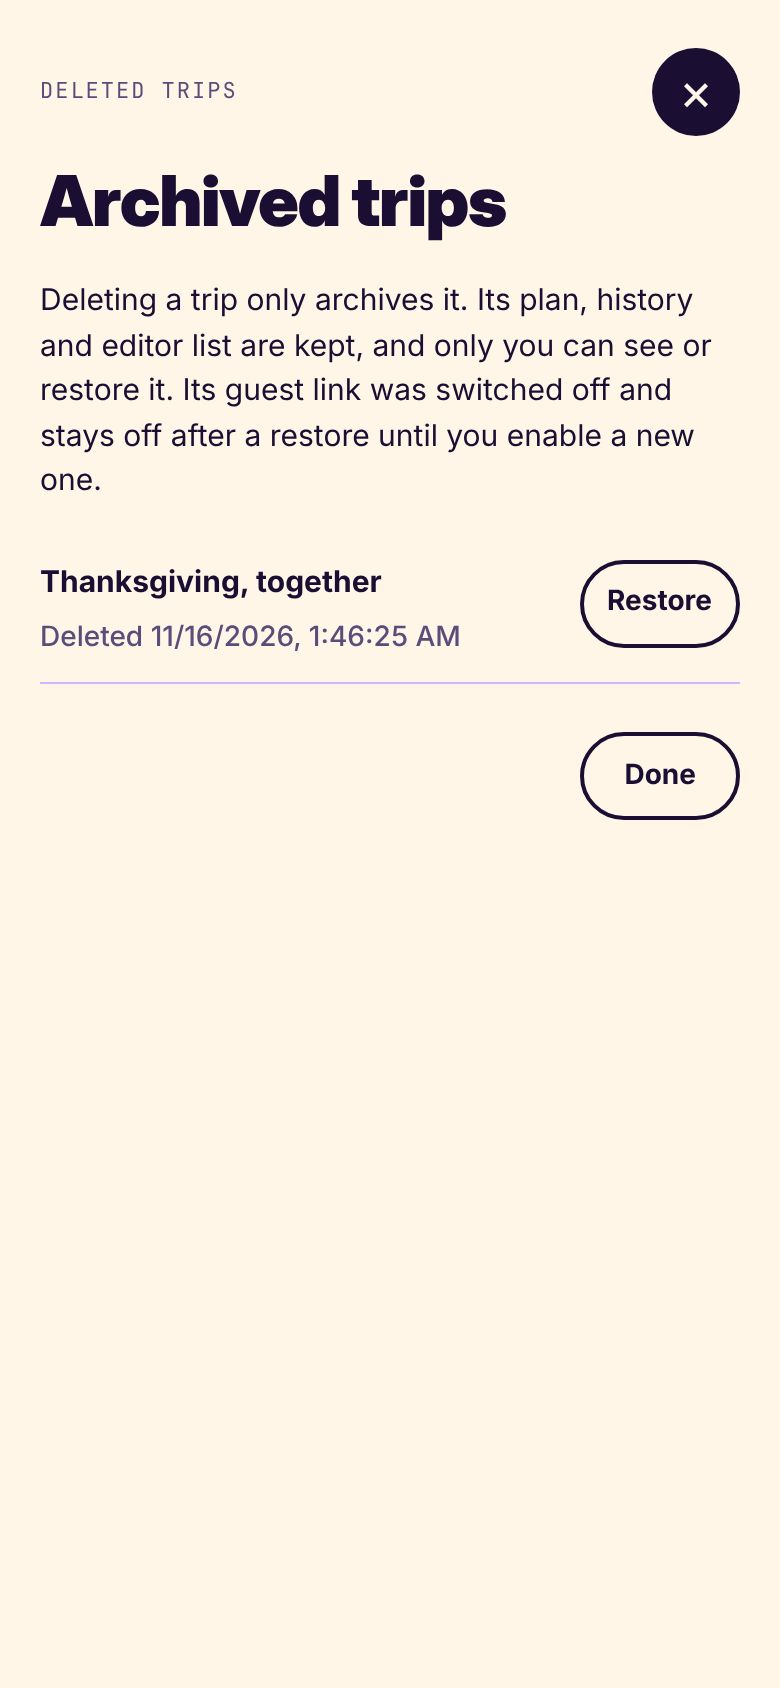 DELETED TRIPS
×
Archived trips
Deleting a trip only archives it. Its plan, history
and editor list are kept, and only you can see or
restore it. Its guest link was switched off and
stays off after a restore until you enable a new
one.
Thanksgiving, together
Restore
Deleted 11/16/2026, 1:46:25 AM
Done